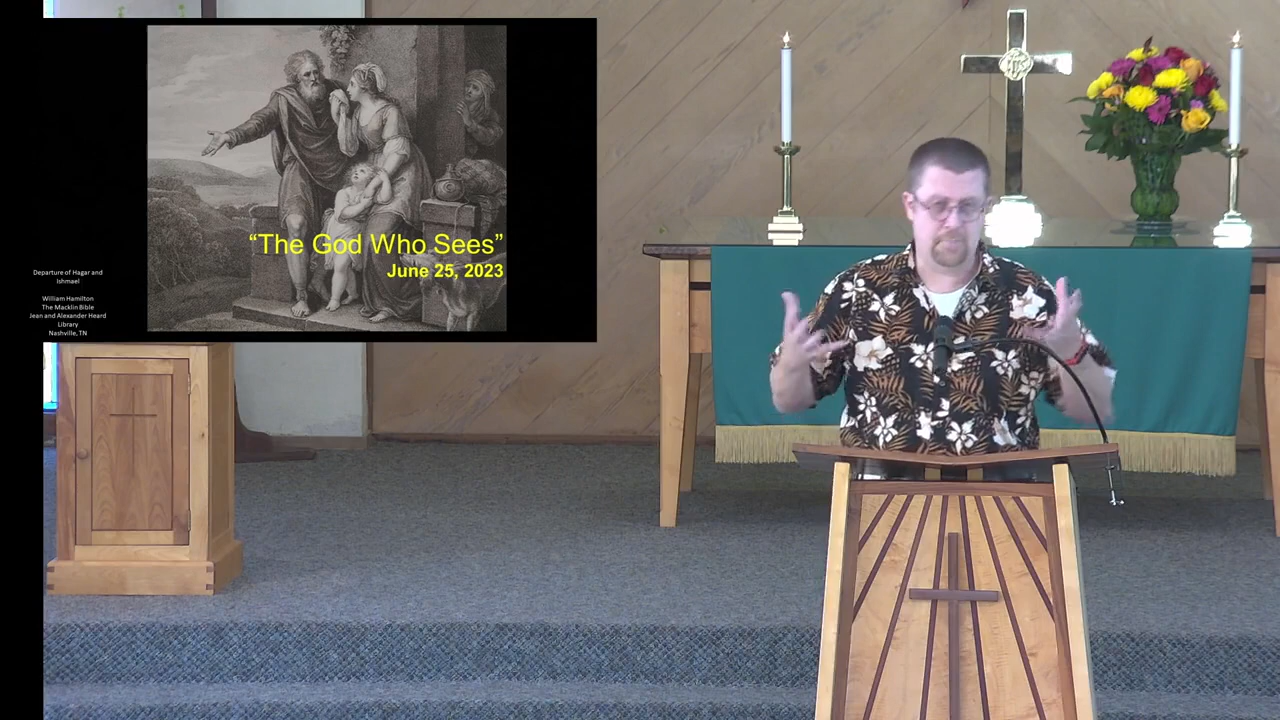 “The God Who Sees”
June 25, 2023
Departure of Hagar and
Ishmael
William Hamilton
The Macklin Bible
Jean and Alexander Heard
Library
Nashville, TN